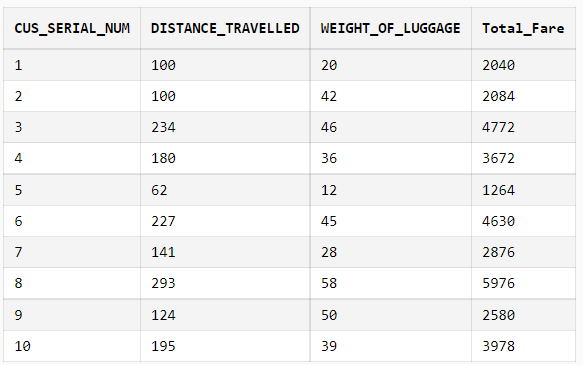 CUS_SERIAL_NUM DISTANCE_TRAVELLED WEIGHT_OF_LUGGAGE Total_Fare
1 100 20 2040
2 100 42 2084
3 234 46 4772
4 180 36 3672
5 62 12 1264
6 227 45 4630
7 141 28 2876
8 293 58 5976
9 124 50 2580
10 195 39 3978